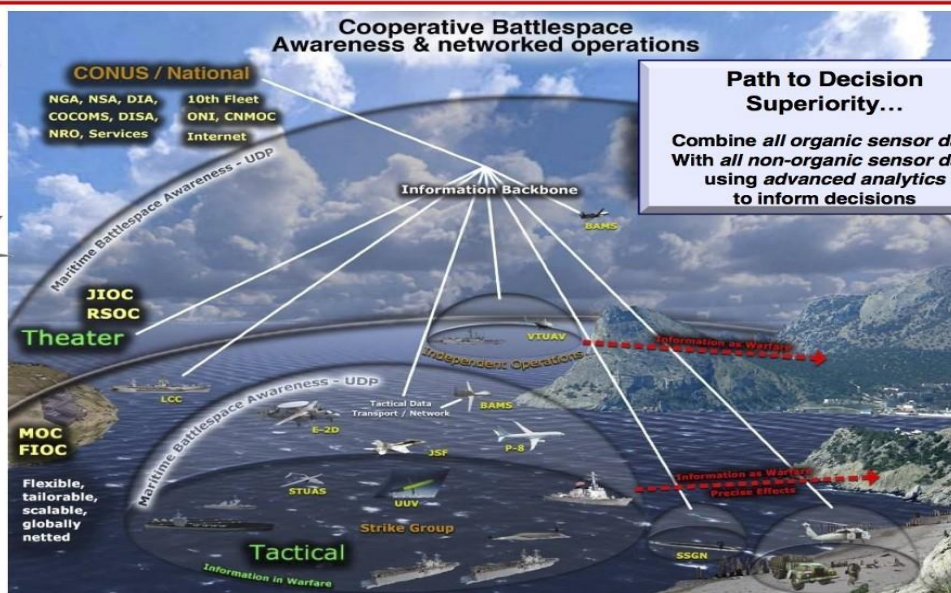 Cooperative Battlespace
Awareness & networked operations
CONUS / National
NGA, NSA, DIA,
COCOMS, DISA,
NRO, Services
10th Fleet
ONI, CNMOC
Internet
Path to Decision
Superiority...
Combine all organic sensor
With all non-organic sensor
using advanced analytics
to inform decisions
Maritime Battlespace Awareness - UDP
Information Backbone
BAMS
JIOC
RSOC
Theater
VTUAV
Independent Operations
Information as Warfare
LCC
Maritime Battlespace Awareness - UDP
Tactical Data
Transport / Network
BAMS
E-2D
JSF
P-8
MOC
FIOC
Flexible,
tailorable,
scalable,
globally
netted
STUAS
UUV
Information as Warfare
Precise Effects
Strike Group
SSGN
Tactical
Information in Warfare